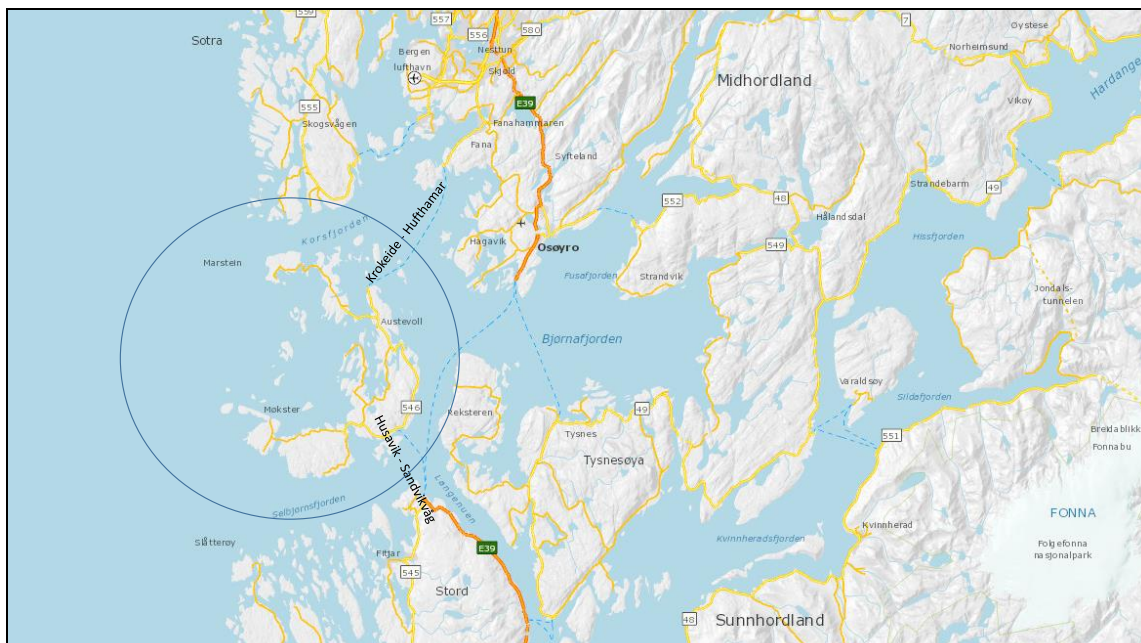 559
557
556
580
7
Øystese
Sotra
Nesttun
Norheimsund
Bergen
lufthavn
Skjold
Midhordland
Hardange
555
E39
Vikøy
Skogsvågen
Fanahammaren
Fana
Syfteland
Strandebarm
49
552
48
Krokeide - Hufthamar
Hålandsdal
Korsfjorden
Hagavik
Osøyro
549
Hissfjorden
Marstein
Fusafjorden
Strandvik
Jondals-
tunnelen
Austevoll
Bjørnafjorden
Varaldsøy
Sildafjorden
Møkster
546
Reksteren
49
Husavik - Sandvikvåg
Tysnes
551
Breidablikk
Fonnabu
Tysnesøya
Langenuen
Selbjørnsfjorden
FONNA
Kvinnherad
Slåtterøy
Kvinnheradsfjorden
Folgefonna
nasjonalpark
Fitjar
E39
545
Stord
48
Sunnhordland